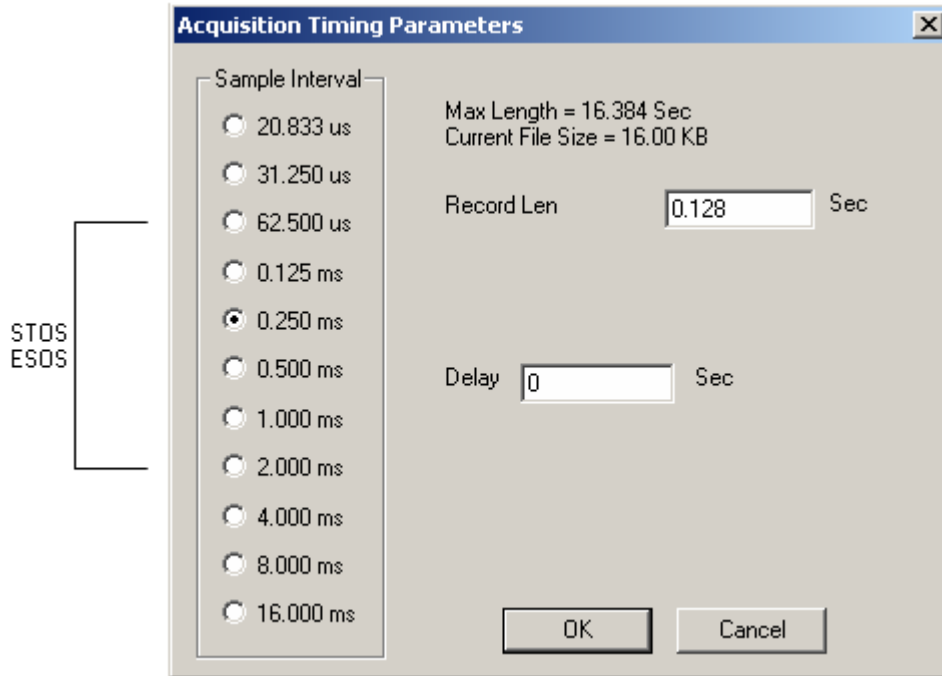 Acquisition Timing Parameters
Sample Interval
20.833 us
31.250 us
62.500 us
0.125 ms
0.250 ms
0.500 ms
1.000 ms
2.000 ms
4.000 ms
8.000 ms
16.000 ms
STOS
ESOS
Max Length = 16.384 Sec
Current File Size = 16.00 KB
Record Len 0.128 Sec
Delay 0 Sec
OK Cancel